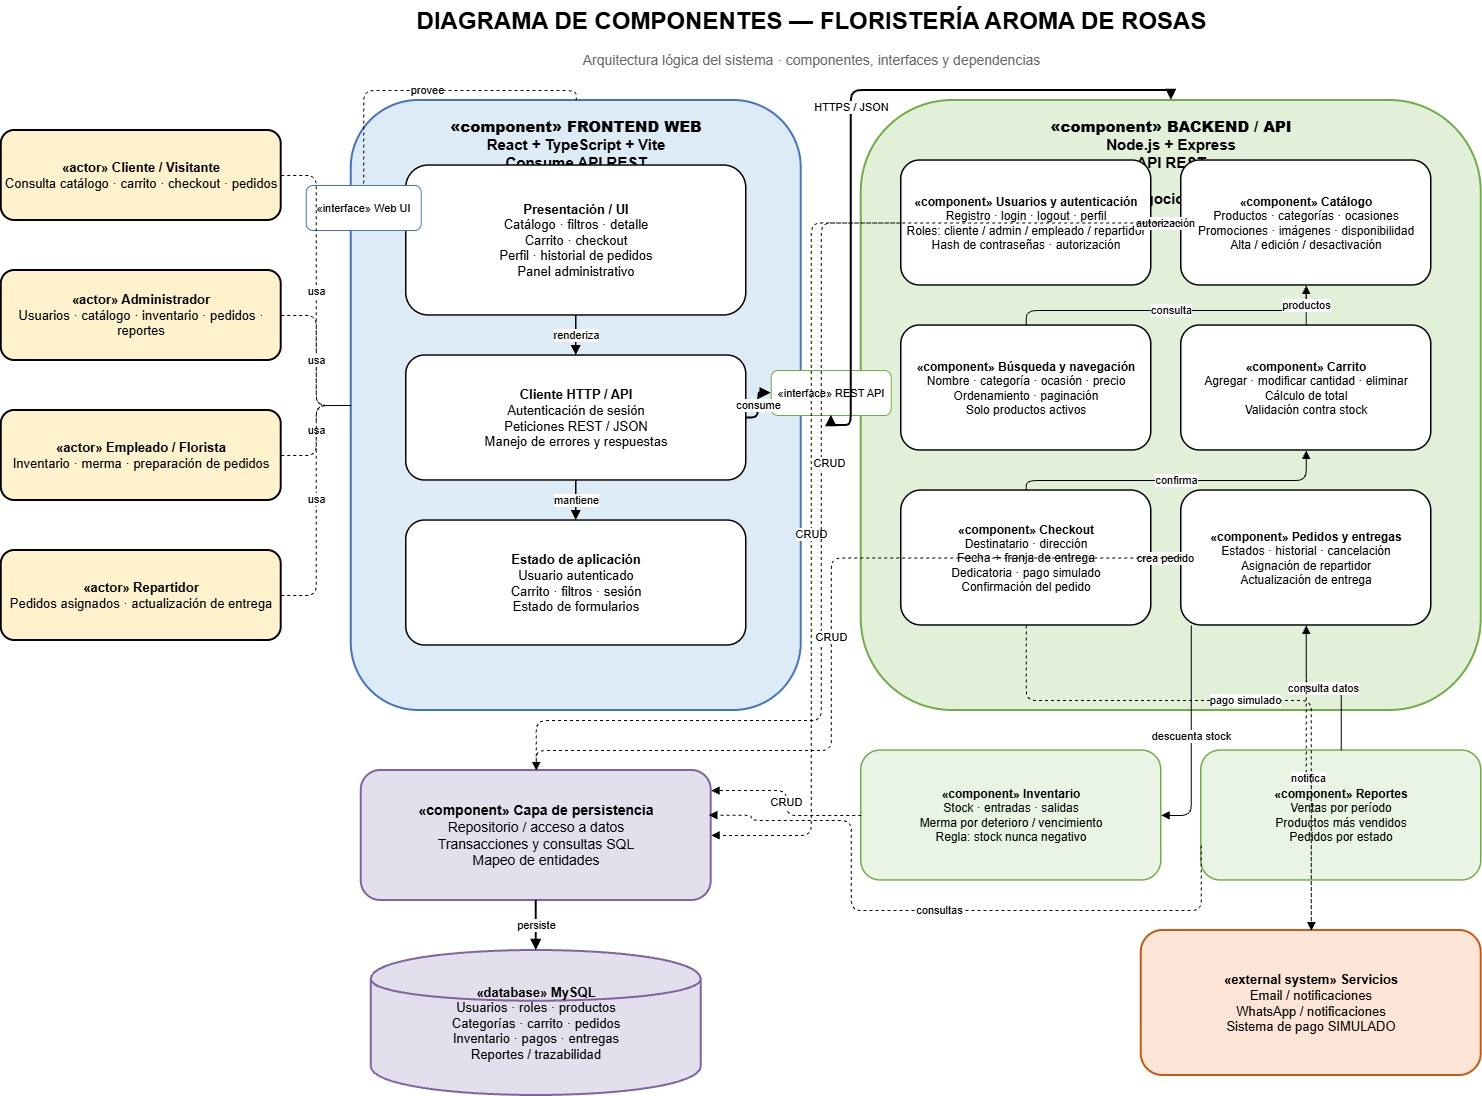 DIAGRAMA DE COMPONENTES — FLORISTERÍA AROMA DE ROSAS
Arquitectura lógica del sistema · componentes, interfaces y dependencias
«actor» Cliente / Visitante
Consulta catálogo · carrito · checkout · pedidos
«actor» Administrador
Usuarios · catálogo · inventario · pedidos ·
reportes
«actor» Empleado / Florista
Inventario · merma · preparación de pedidos
«actor» Repartidor
Pedidos asignados · actualización de entrega
usa
usa
usa
usa
provee
«interface» Web UI
«component» FRONTEND WEB
React + TypeScript + Vite
Consume API REST
Presentación / UI
Catálogo · filtros · detalle
Carrito · checkout
Perfil · historial de pedidos
Panel administrativo
renderiza
Cliente HTTP / API
Autenticación de sesión
Peticiones REST / JSON
Manejo de errores y respuestas
mantiene
Estado de aplicación
Usuario autenticado
Carrito · filtros · sesión
Estado de formularios
consume
«interface» REST API
HTTPS / JSON
CRUD
CRUD
CRUD
«component» BACKEND / API
Node.js + Express
API REST
«component» Usuarios y autenticación
Registro · login · logout · perfil
Roles: cliente / admin / empleado / repartidor
Hash de contraseñas · autorización
autorización
«component» Catálogo
Productos · categorías · ocasiones
Promociones · imágenes · disponibilidad
Alta / edición / desactivación
consulta
productos
«component» Búsqueda y navegación
Nombre · categoría · ocasión · precio
Ordenamiento · paginación
Solo productos activos
«component» Carrito
Agregar · modificar cantidad · eliminar
Cálculo de total
Validación contra stock
confirma
«component» Checkout
Destinatario · dirección
Fecha + franja de entrega
Dedicatoria · pago simulado
Confirmación del pedido
crea pedido
«component» Pedidos y entregas
Estados · historial · cancelación
Asignación de repartidor
Actualización de entrega
consulta datos
pago simulado
descuenta stock
notifica
«component» Capa de persistencia
Repositorio / acceso a datos
Transacciones y consultas SQL
Mapeo de entidades
CRUD
«component» Inventario
Stock · entradas · salidas
Merma por deterioro / vencimiento
Regla: stock nunca negativo
«component» Reportes
Ventas por período
Productos más vendidos
Pedidos por estado
consultas
persiste
«database» MySQL
Usuarios · roles · productos
Categorías · carrito · pedidos
Inventario · pagos · entregas
Reportes / trazabilidad
«external system» Servicios
Email / notificaciones
WhatsApp / notificaciones
Sistema de pago SIMULADO